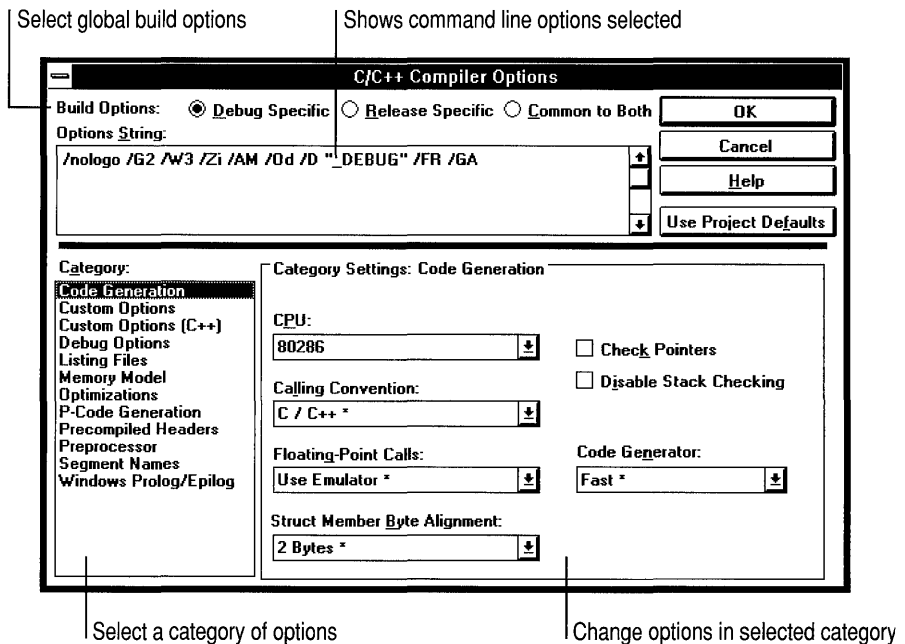 Select global build options
Shows command line options selected
C/C++ Compiler Options
Build Options: Debug Specific Release Specific Common to Both
OK
Options String:
/nologo /G2 /W3 /Zi /AM /Od /D "_DEBUG" /FR /GA
Cancel
Help
Use Project Defaults
Category:
Code Generation
Custom Options
Custom Options (C++)
Debug Options
Listing Files
Memory Model
Optimizations
P-Code Generation
Precompiled Headers
Preprocessor
Segment Names
Windows Prolog/Epilog
Category Settings: Code Generation
CPU:
80286
Check Pointers
Disable Stack Checking
Calling Convention:
C / C++ *
Floating-Point Calls:
Use Emulator *
Code Generator:
Fast *
Struct Member Byte Alignment:
2 Bytes *
Select a category of options
Change options in selected category